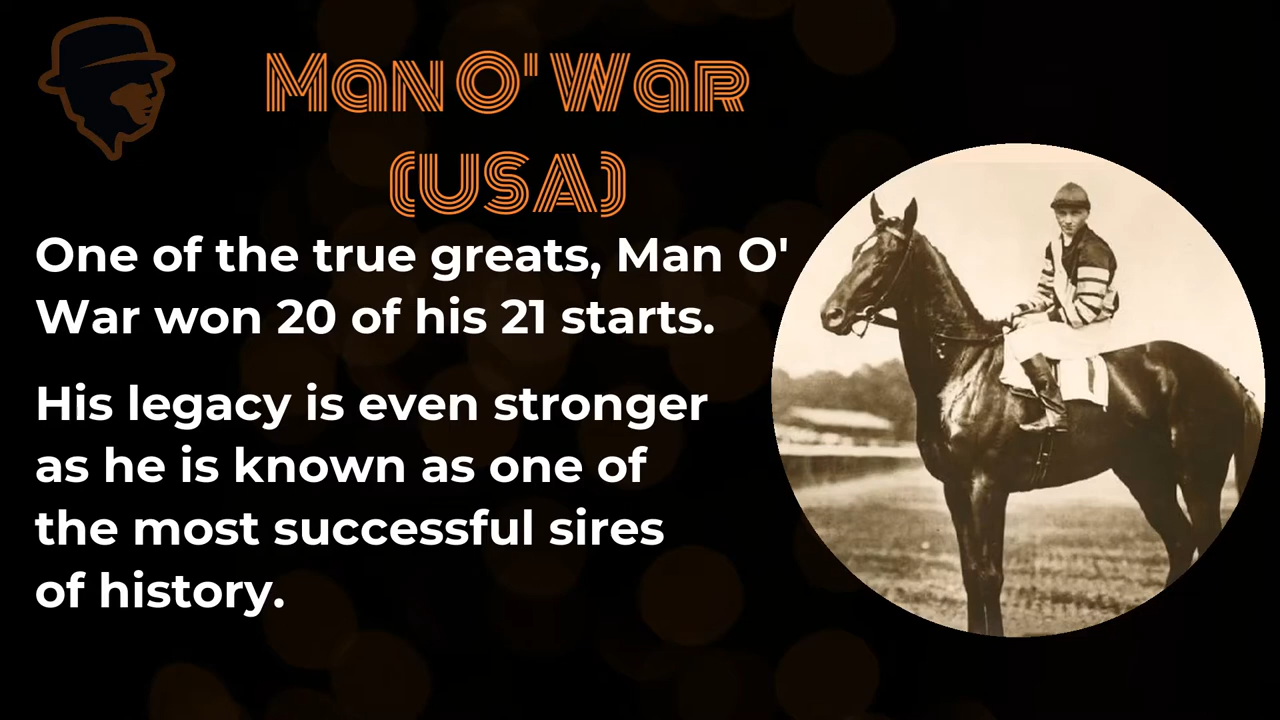 Man O' War
(USA)
One of the true greats, Man O'
War won 20 of his 21 starts.
His legacy is even stronger
as he is known as one of
the most successful sires
of history.